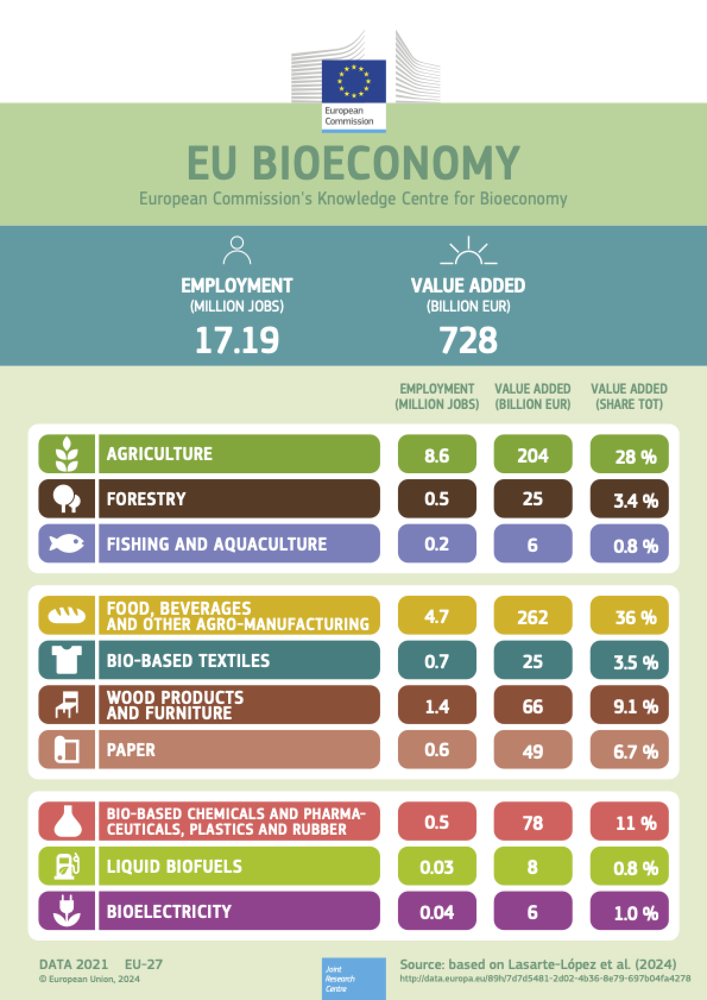 European
Commission
EU BIOECONOMY
European Commission's Knowledge Centre for Bioeconomy
EMPLOYMENT
(MILLION JOBS)
17.19
VALUE ADDED
(BILLION EUR)
728
EMPLOYMENT VALUE ADDED VALUE ADDED
(MILLION JOBS) (BILLION EUR) (SHARE TOT)
AGRICULTURE 8.6 204 28 %
FORESTRY 0.5 25 3.4 %
FISHING AND AQUACULTURE 0.2 6 0.8 %
FOOD, BEVERAGES
AND OTHER AGRO-MANUFACTURING 4.7 262 36 %
BIO-BASED TEXTILES 0.7 25 3.5 %
WOOD PRODUCTS
AND FURNITURE 1.4 66 9.1 %
PAPER 0.6 49 6.7 %
BIO-BASED CHEMICALS AND PHARMA-
CEUTICALS, PLASTICS AND RUBBER 0.5 78 11 %
LIQUID BIOFUELS 0.03 8 0.8 %
BIOELECTRICITY 0.04 6 1.0 %
DATA 2021 EU-27
© European Union, 2024
Joint
Research
Centre
Source: based on Lasarte-López et al. (2024)
http://data.europa.eu/89h/7d7d5481-2d02-4b36-8e79-697b04fa4278